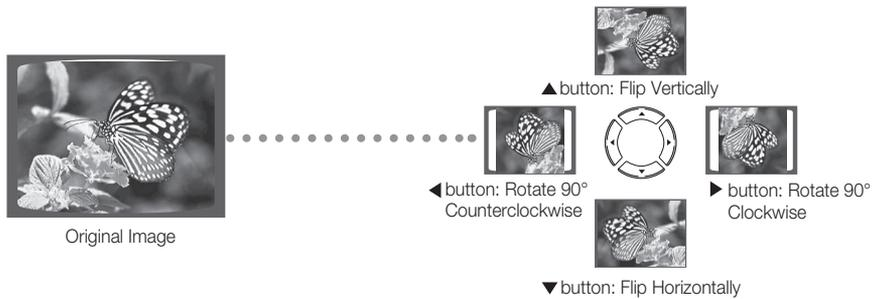 ▲ button: Flip Vertically
◀ button: Rotate 90°
Counterclockwise
▶ button: Rotate 90°
Clockwise
Original Image
▼ button: Flip Horizontally